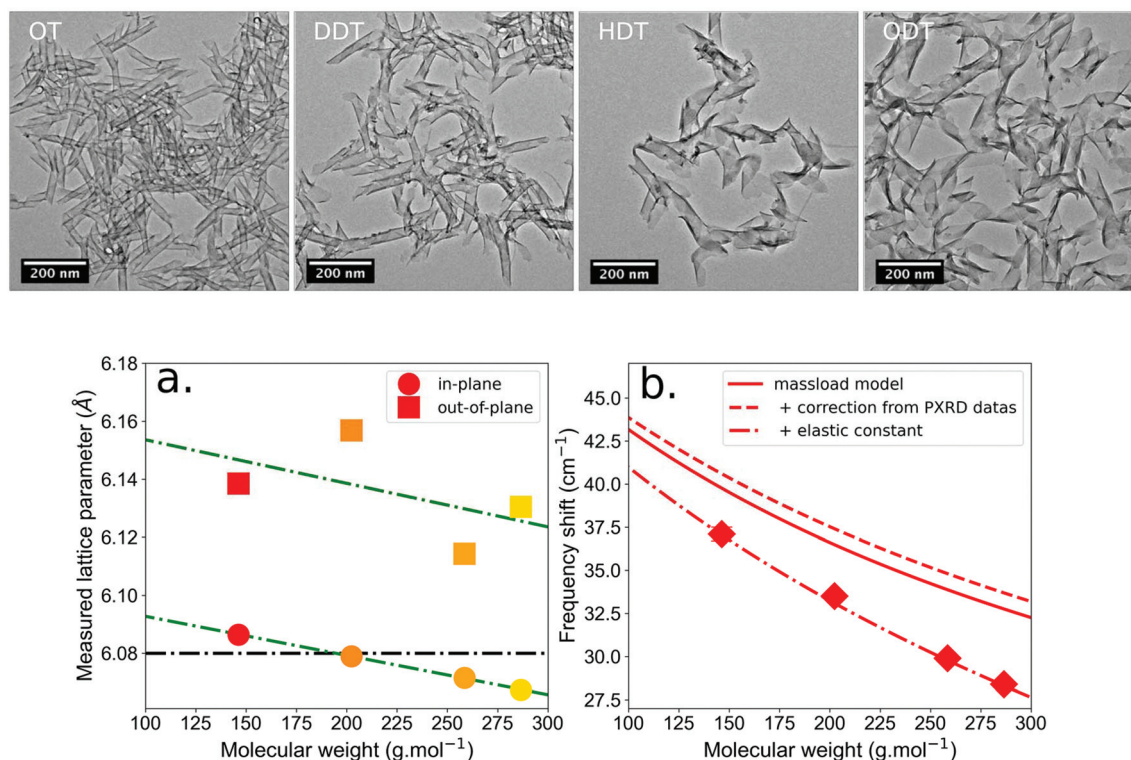 OT
DDT
HDT
ODT
200 nm
200 nm
200 nm
200 nm
a.
in-plane
out-of-plane
Measured lattice parameter (Å)
6.18
6.16
6.14
6.12
6.10
6.08
100 125 150 175 200 225 250 275 300
Molecular weight (g.mol⁻¹)
b.
massload model
+ correction from PXRD datas
+ elastic constant
Frequency shift (cm⁻¹)
45.0
42.5
40.0
37.5
35.0
32.5
30.0
27.5
100 125 150 175 200 225 250 275 300
Molecular weight (g.mol⁻¹)